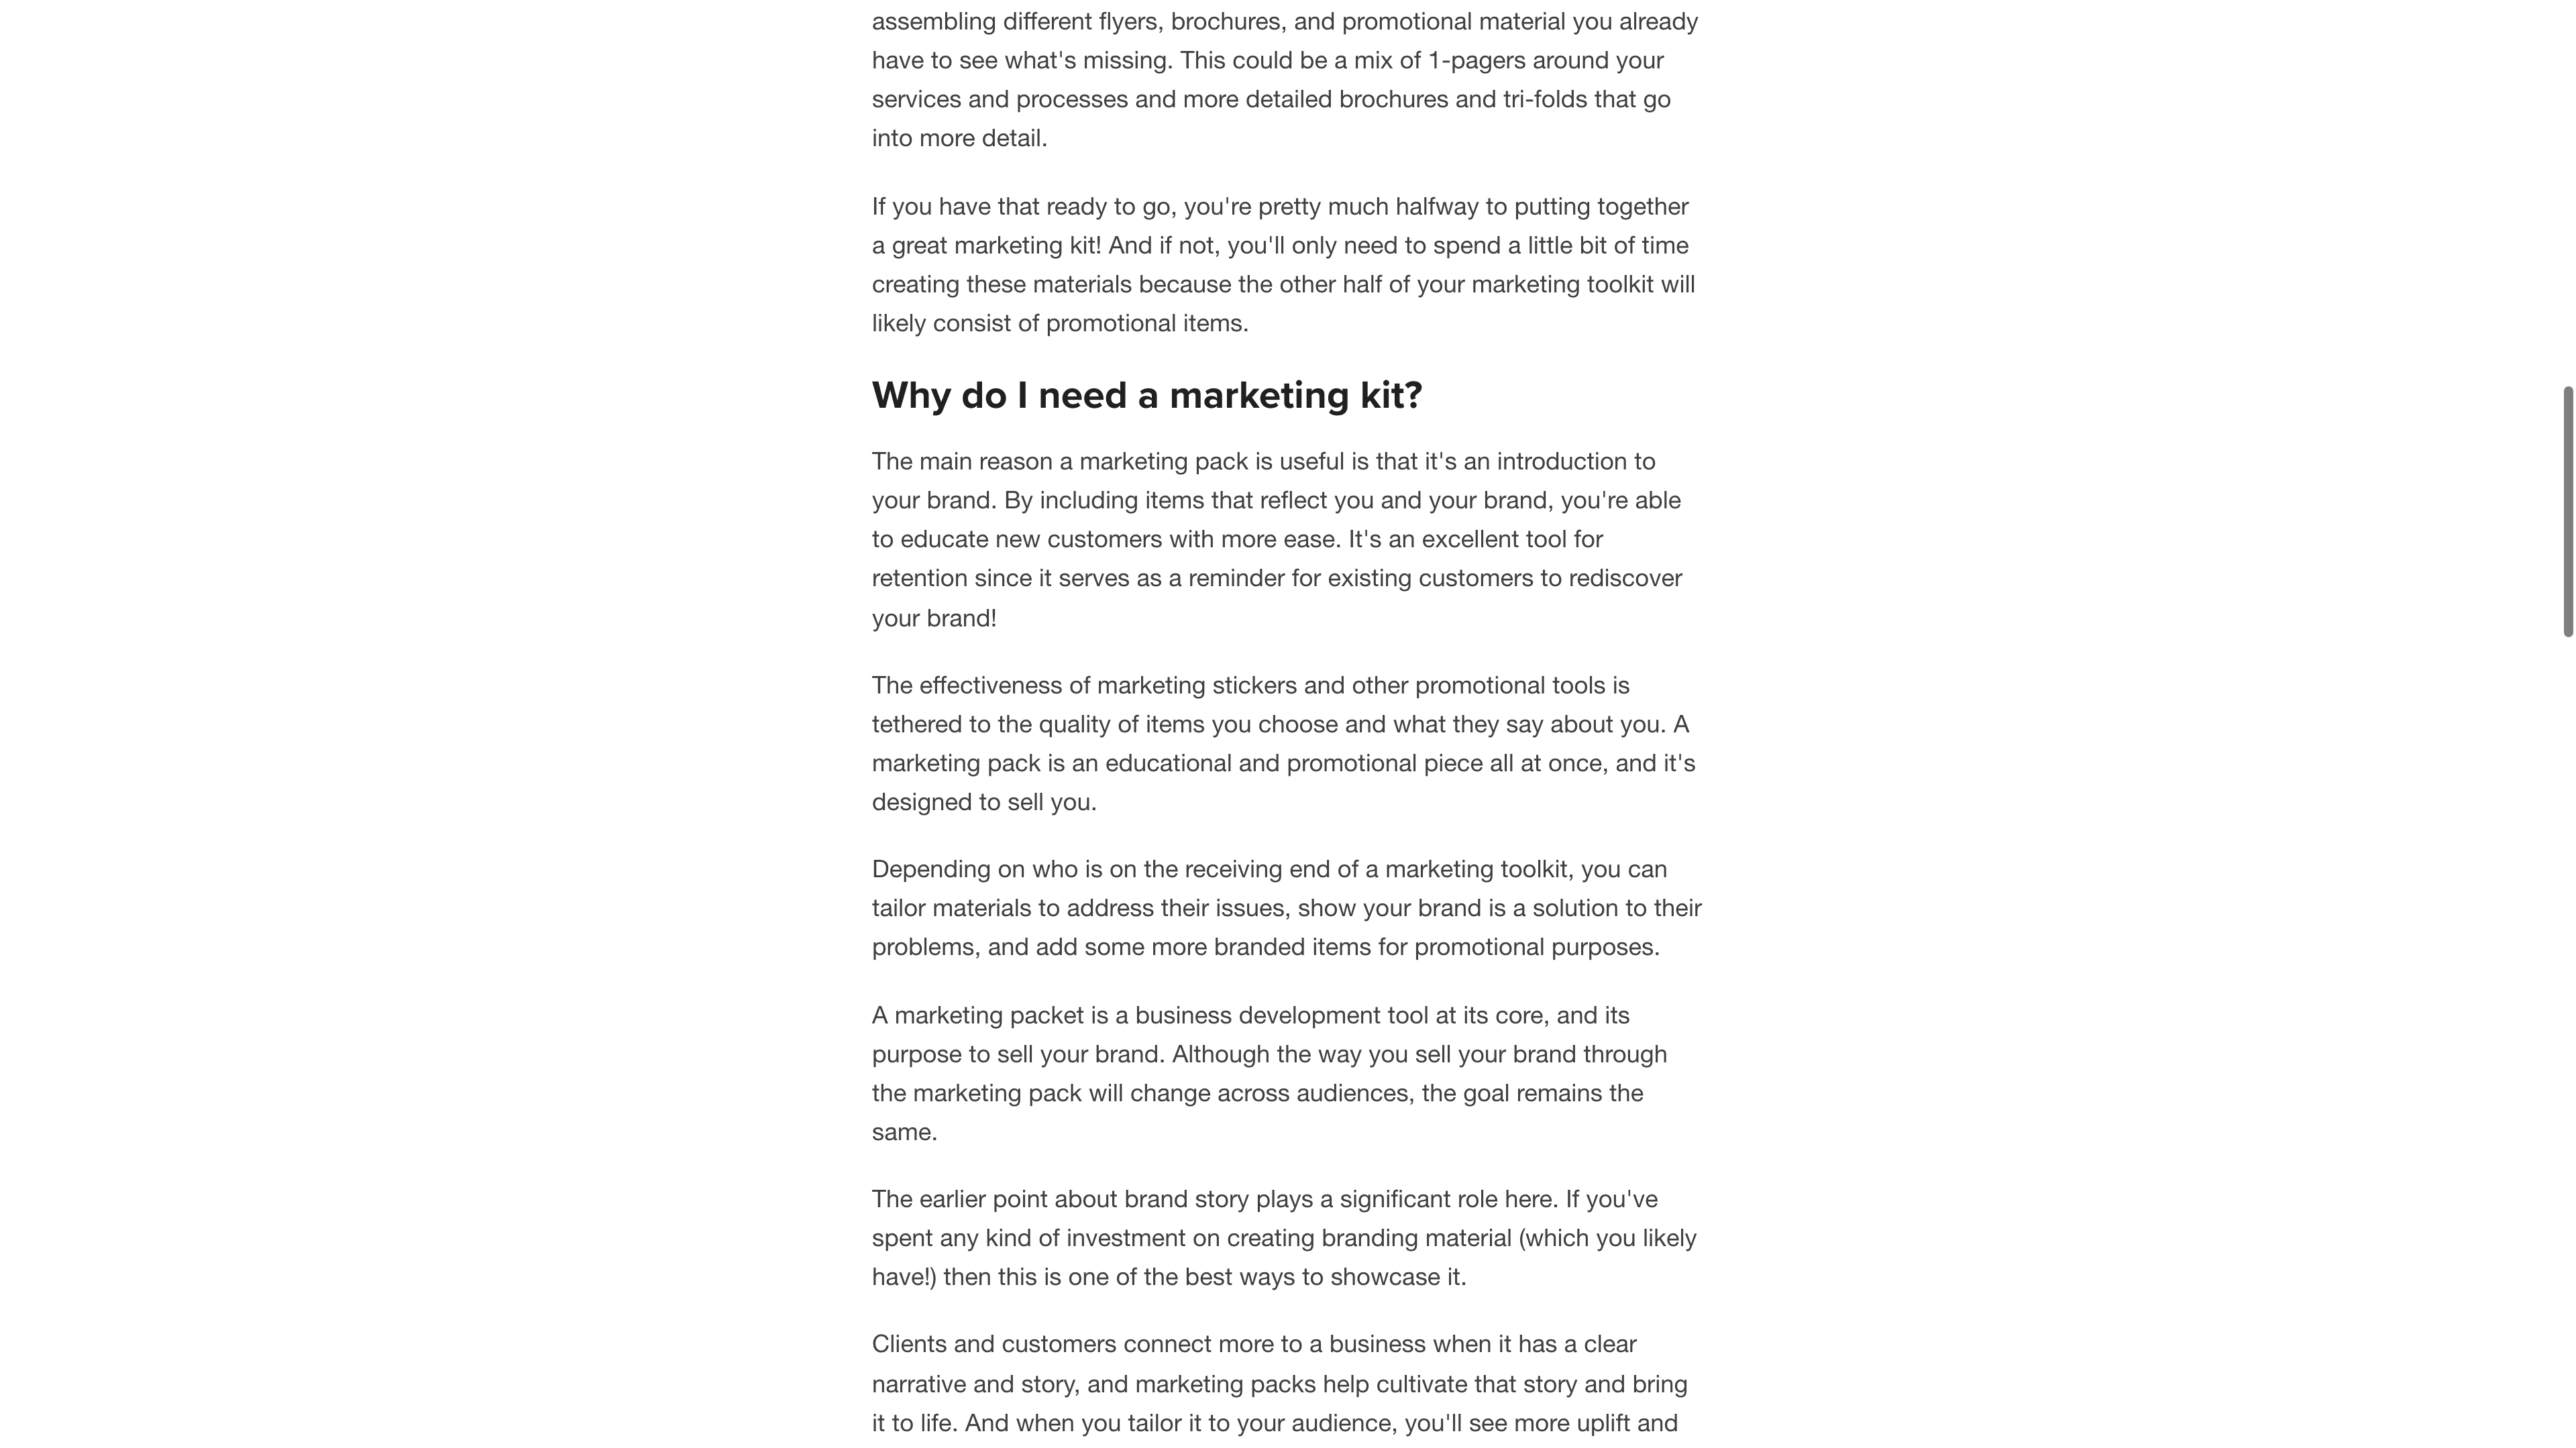 assembling different flyers, brochures, and promotional material you already
have to see what's missing. This could be a mix of 1-pagers around your
services and processes and more detailed brochures and tri-folds that go
into more detail.
If you have that ready to go, you're pretty much halfway to putting together
a great marketing kit! And if not, you'll only need to spend a little bit of time
creating these materials because the other half of your marketing toolkit will
likely consist of promotional items.
Why do I need a marketing kit?
The main reason a marketing pack is useful is that it's an introduction to
your brand. By including items that reflect you and your brand, you're able
to educate new customers with more ease. It's an excellent tool for
retention since it serves as a reminder for existing customers to rediscover
your brand!
The effectiveness of marketing stickers and other promotional tools is
tethered to the quality of items you choose and what they say about you. A
marketing pack is an educational and promotional piece all at once, and it's
designed to sell you.
Depending on who is on the receiving end of a marketing toolkit, you can
tailor materials to address their issues, show your brand is a solution to their
problems, and add some more branded items for promotional purposes.
A marketing packet is a business development tool at its core, and its
purpose to sell your brand. Although the way you sell your brand through
the marketing pack will change across audiences, the goal remains the
same.
The earlier point about brand story plays a significant role here. If you've
spent any kind of investment on creating branding material (which you likely
have!) then this is one of the best ways to showcase it.
Clients and customers connect more to a business when it has a clear
narrative and story, and marketing packs help cultivate that story and bring
it to life. And when you tailor it to your audience, you'll see more uplift and